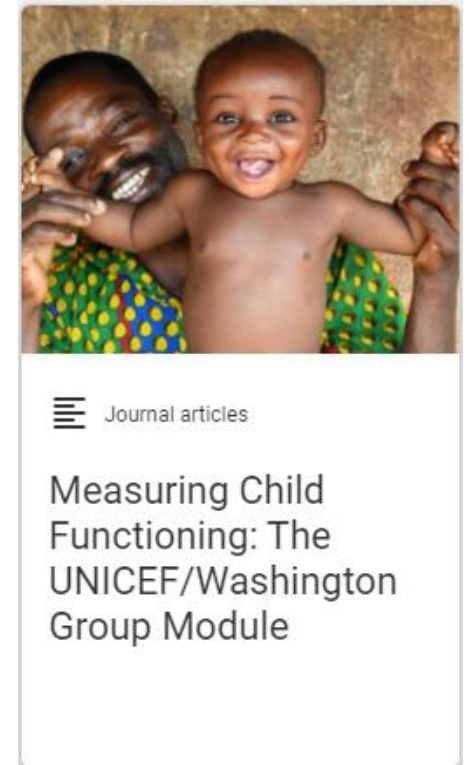 Journal articles
Measuring Child
Functioning: The
UNICEF/Washington
Group Module